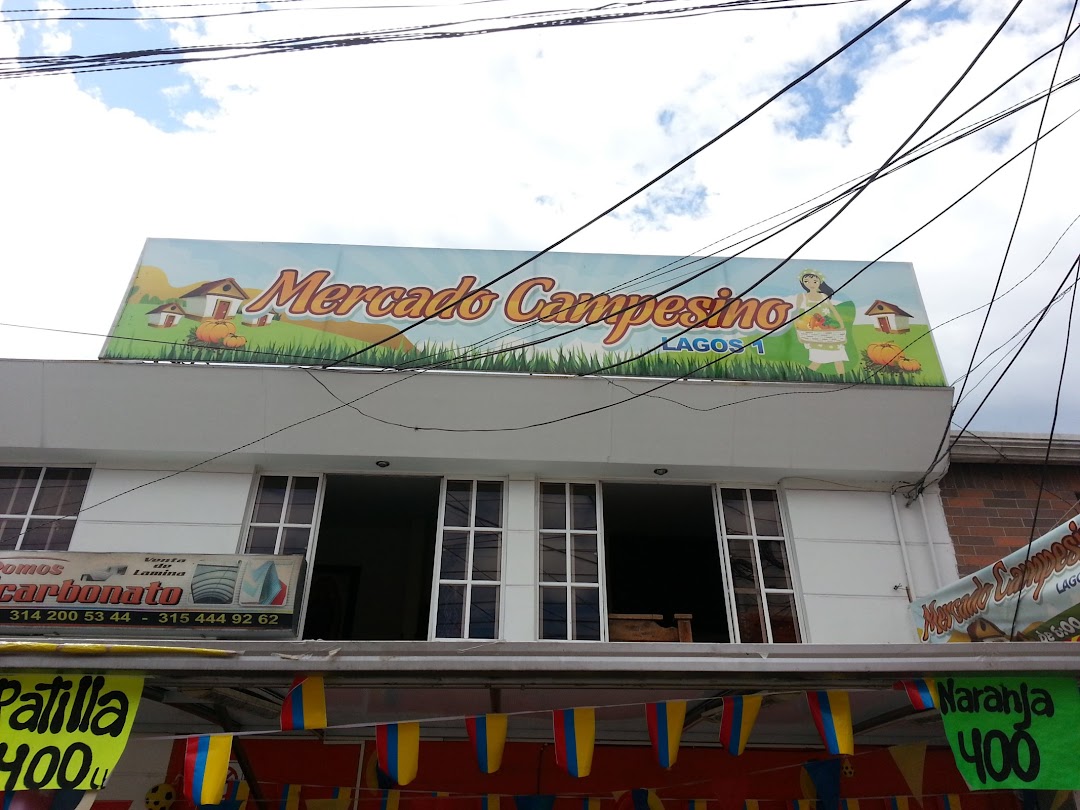 Mercado Campesino
LAGOS 1
Domos
Venta
de
Lamina
carbonato
314 200 53 44 - 315 444 92 62
Mercado Campesino
Patilla
400
Naranja
400